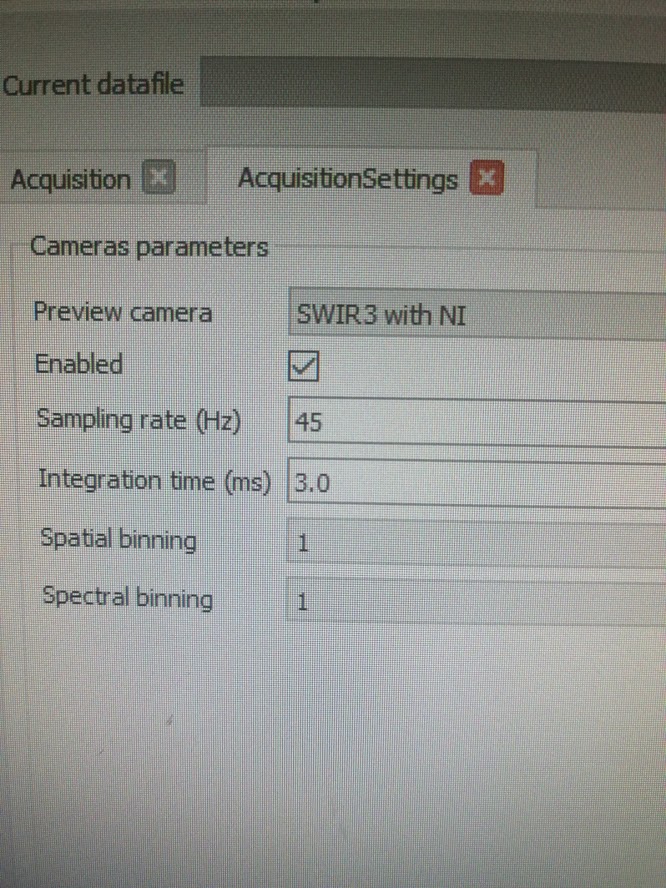 Current datafile
Acquisition AcquisitionSettings
Cameras parameters
Preview camera SWIR3 with NI
Enabled
Sampling rate (Hz) 45
Integration time (ms) 3.0
Spatial binning 1
Spectral binning 1